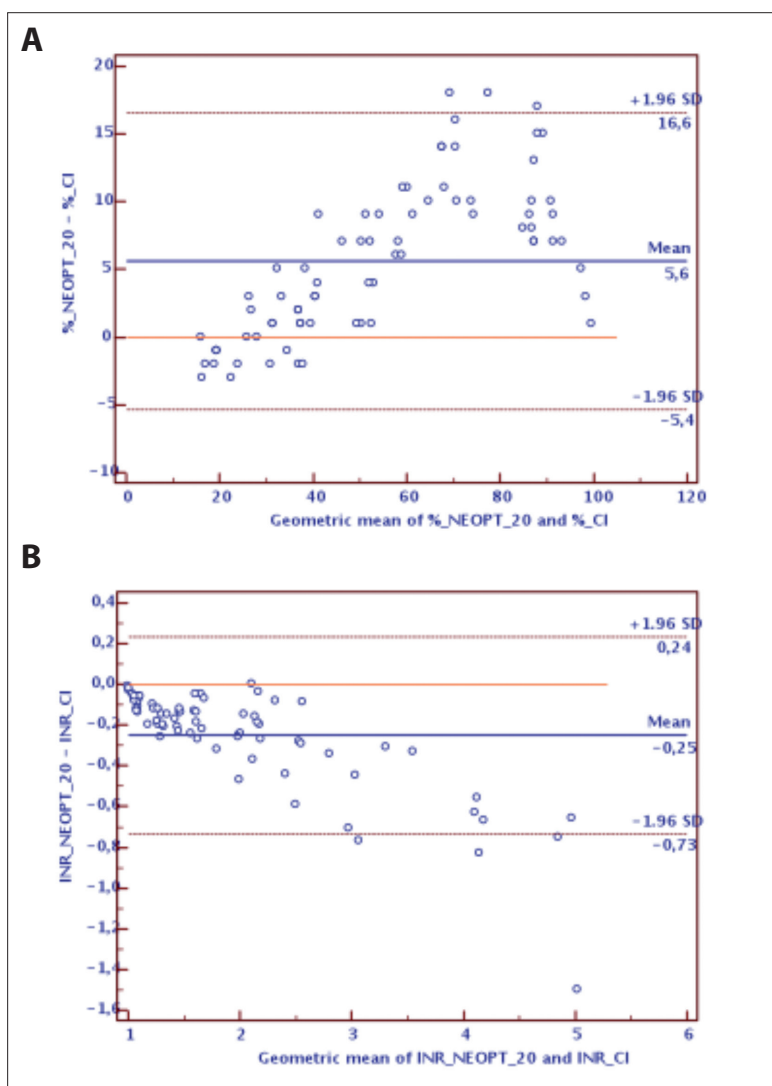 A
20
15
10
5
0
-5
-10
%_NEOPT_20 - %_CI
+1.96 SD
16,6
Mean
5,6
-1.96 SD
-5,4
0 20 40 60 80 100 120
Geometric mean of %_NEOPT_20 and %_CI
B
0,4
0,2
0,0
-0,2
-0,4
-0,6
-0,8
-1,0
-1,2
-1,4
-1,6
INR_NEOPT_20 - INR_CI
+1.96 SD
0,24
Mean
-0,25
-1.96 SD
-0,73
1 2 3 4 5 6
Geometric mean of INR_NEOPT_20 and INR_CI